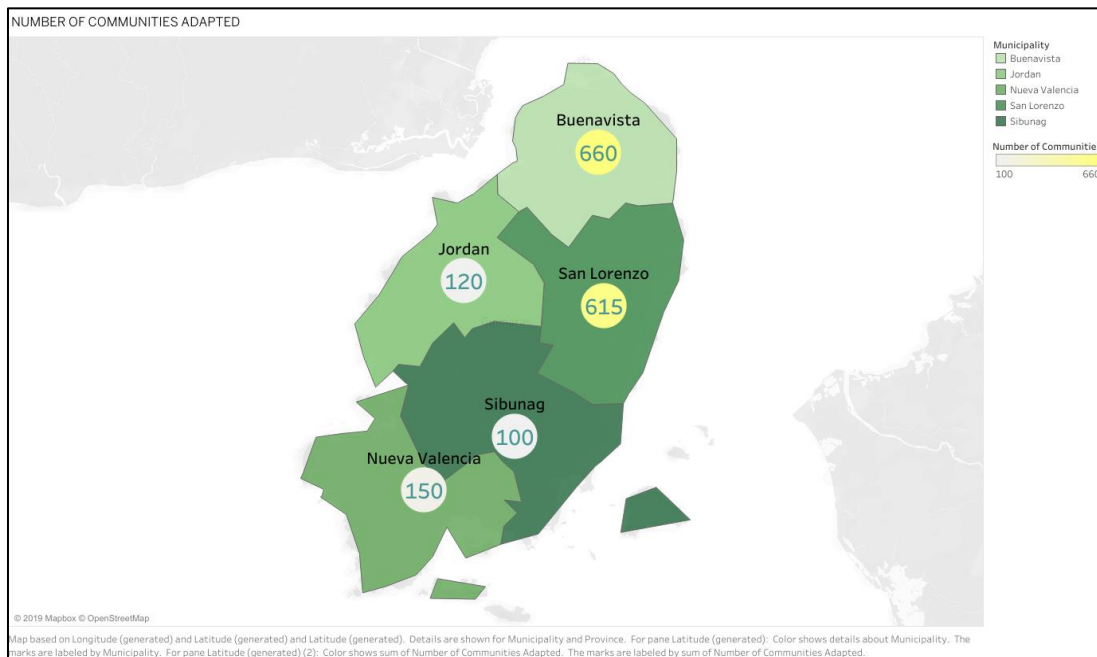 NUMBER OF COMMUNITIES ADAPTED
Municipality
Buenavista
Jordan
Nueva Valencia
San Lorenzo
Sibunag
Number of Communitie
100 660
Buenavista
660
Jordan
120
San Lorenzo
615
Sibunag
100
Nueva Valencia
150
© 2019 Mapbox © OpenStreetMap
Map based on Longitude (generated) and Latitude (generated) and Latitude (generated). Details are shown for Municipality and Province. For pane Latitude (generated): Color shows details about Municipality. The
marks are labeled by Municipality. For pane Latitude (generated) (2): Color shows sum of Number of Communities Adapted. The marks are labeled by sum of Number of Communities Adapted.